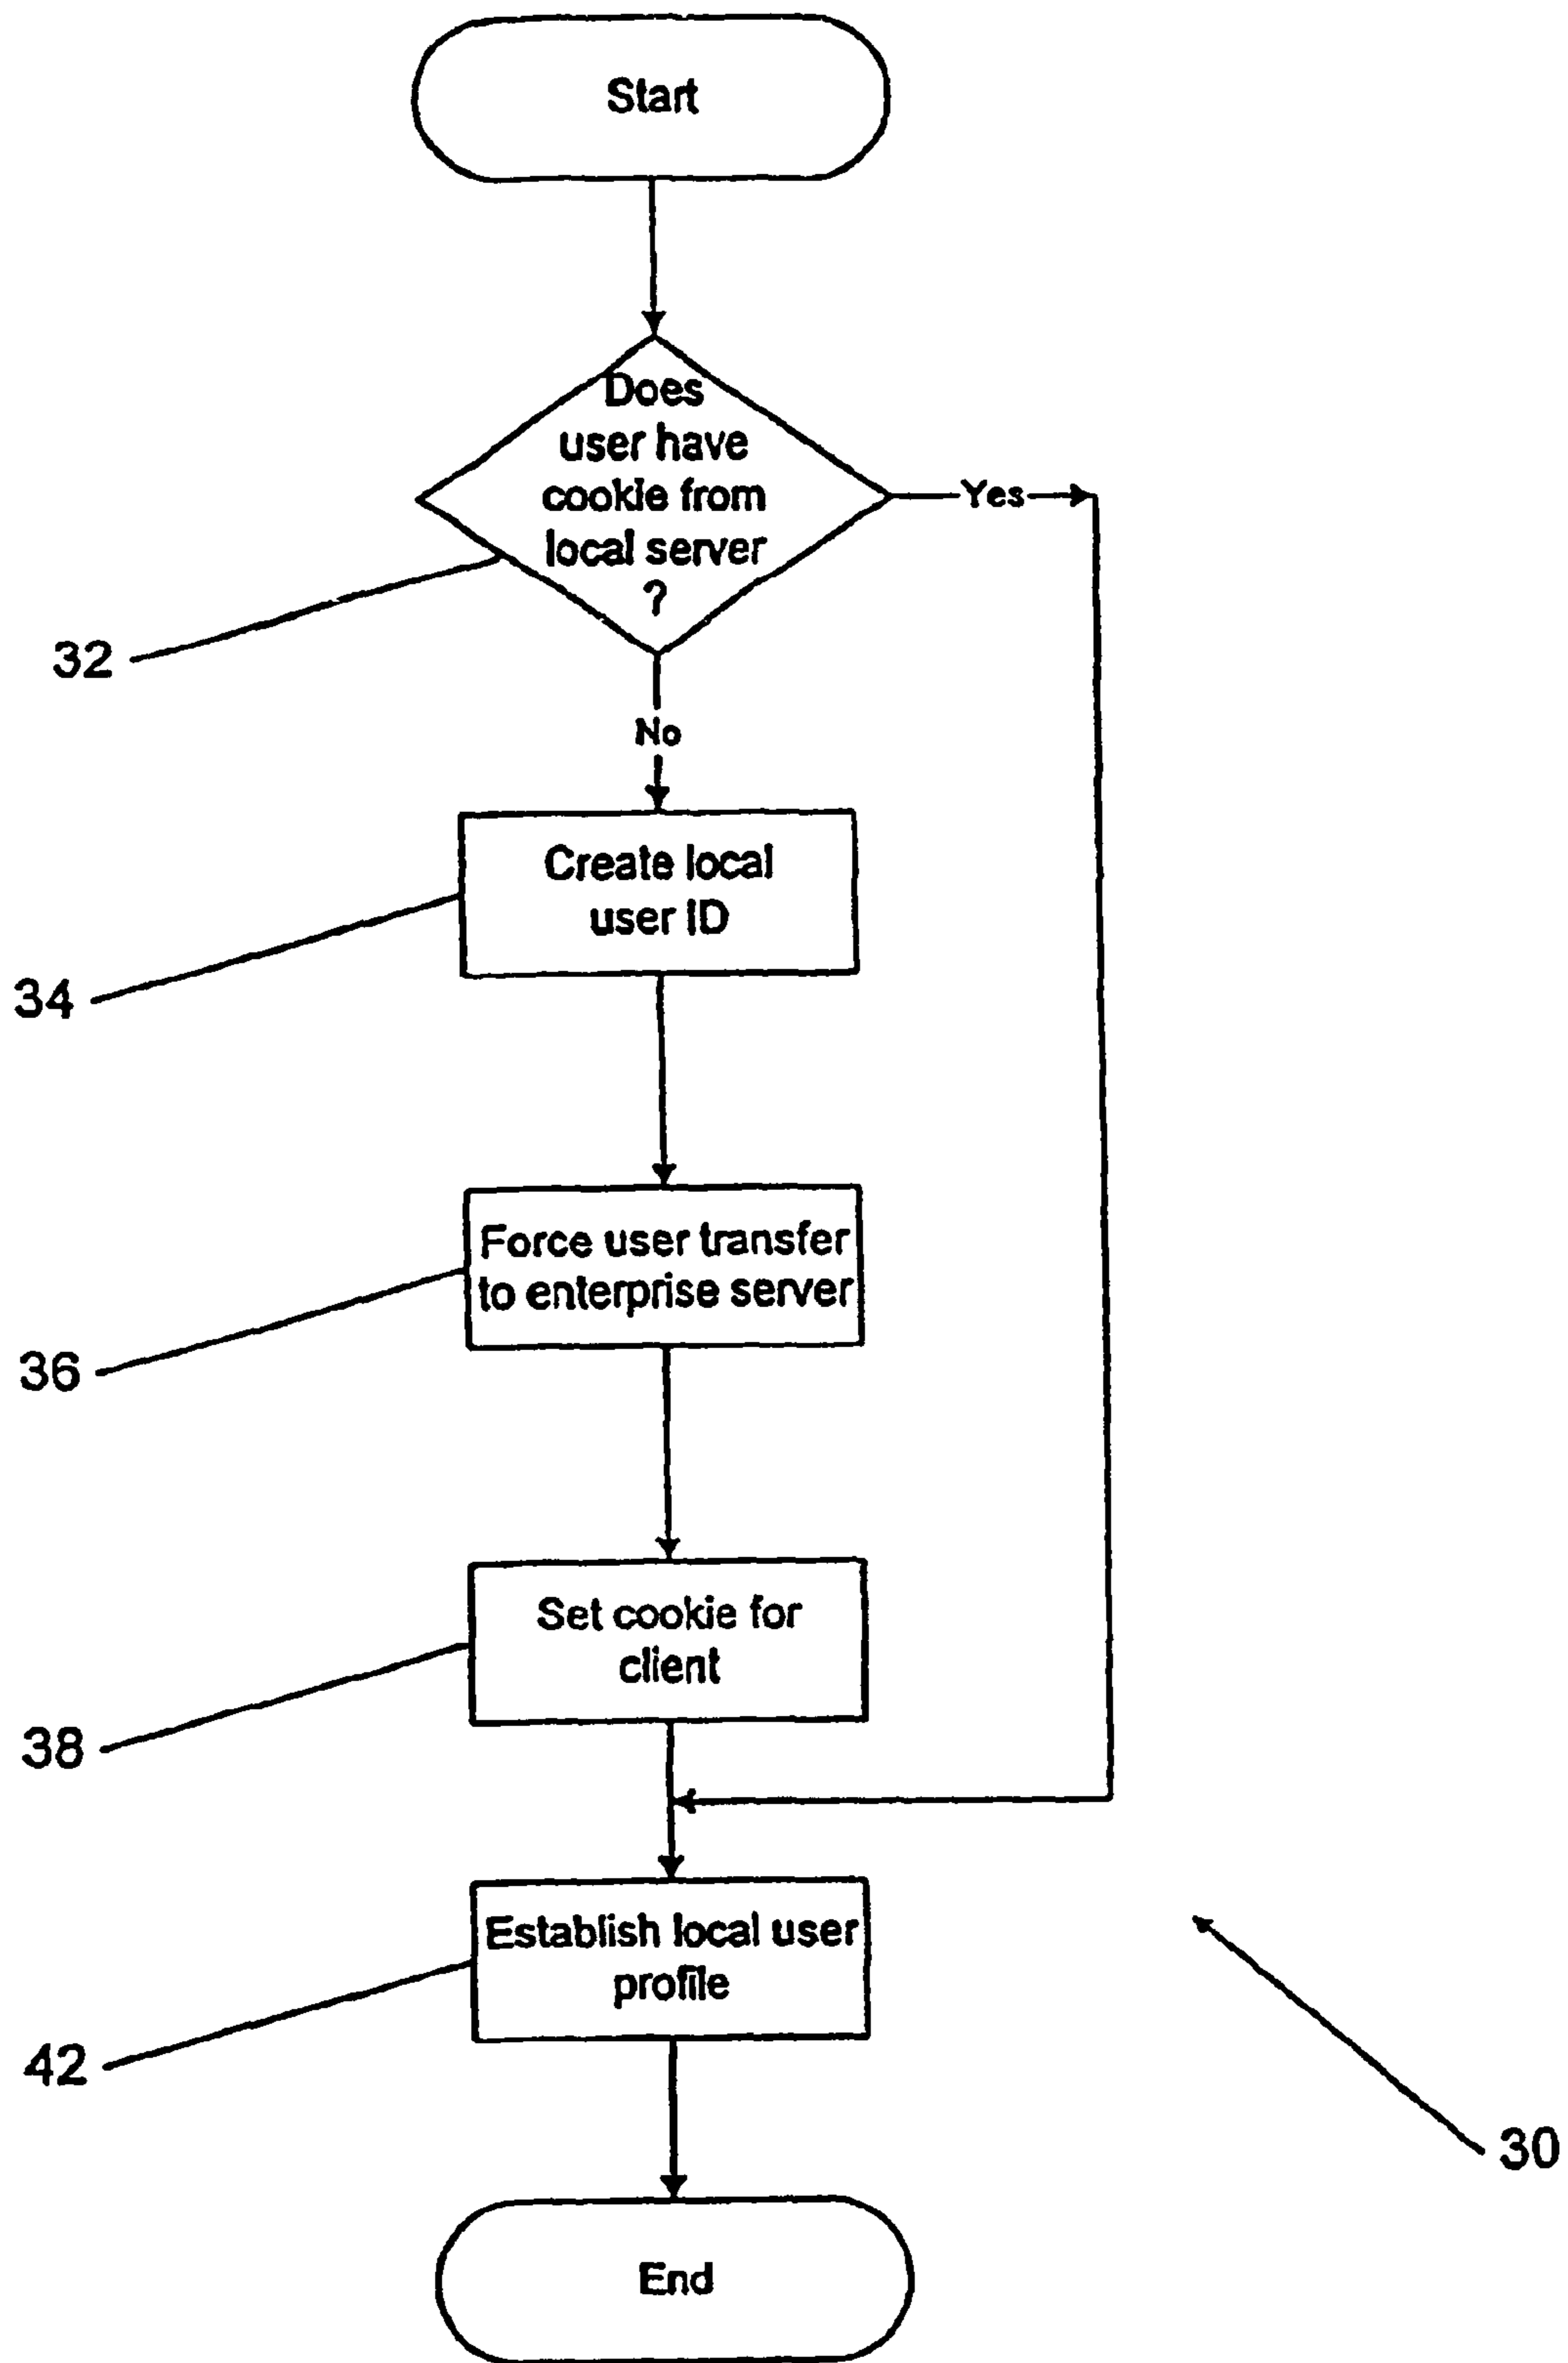 Start
Does
user have
cookie from
local server
?
Yes
32
No
Create local
user ID
34
Force user transfer
to enterprise server
36
Set cookie for
client
38
Establish local user
profile
42
30
End